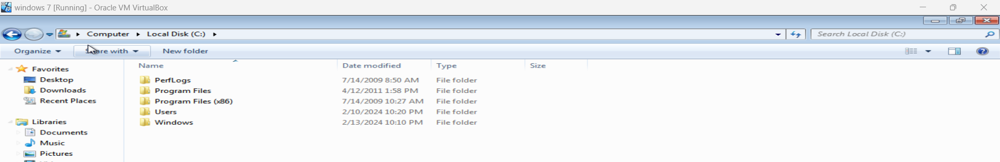 windows 7 [Running] - Oracle VM VirtualBox
Computer Local Disk (C:) Search Local Disk (C:)
Organize Share with New folder
Name Date modified Type Size
Favorites
Desktop PerfLogs 7/14/2009 8:50 AM File folder
Downloads Program Files 4/12/2011 1:58 PM File folder
Recent Places Program Files (x86) 7/14/2009 10:27 AM File folder
Users 2/10/2024 10:20 PM File folder
Libraries Windows 2/13/2024 10:10 PM File folder
Documents
Music
Pictures